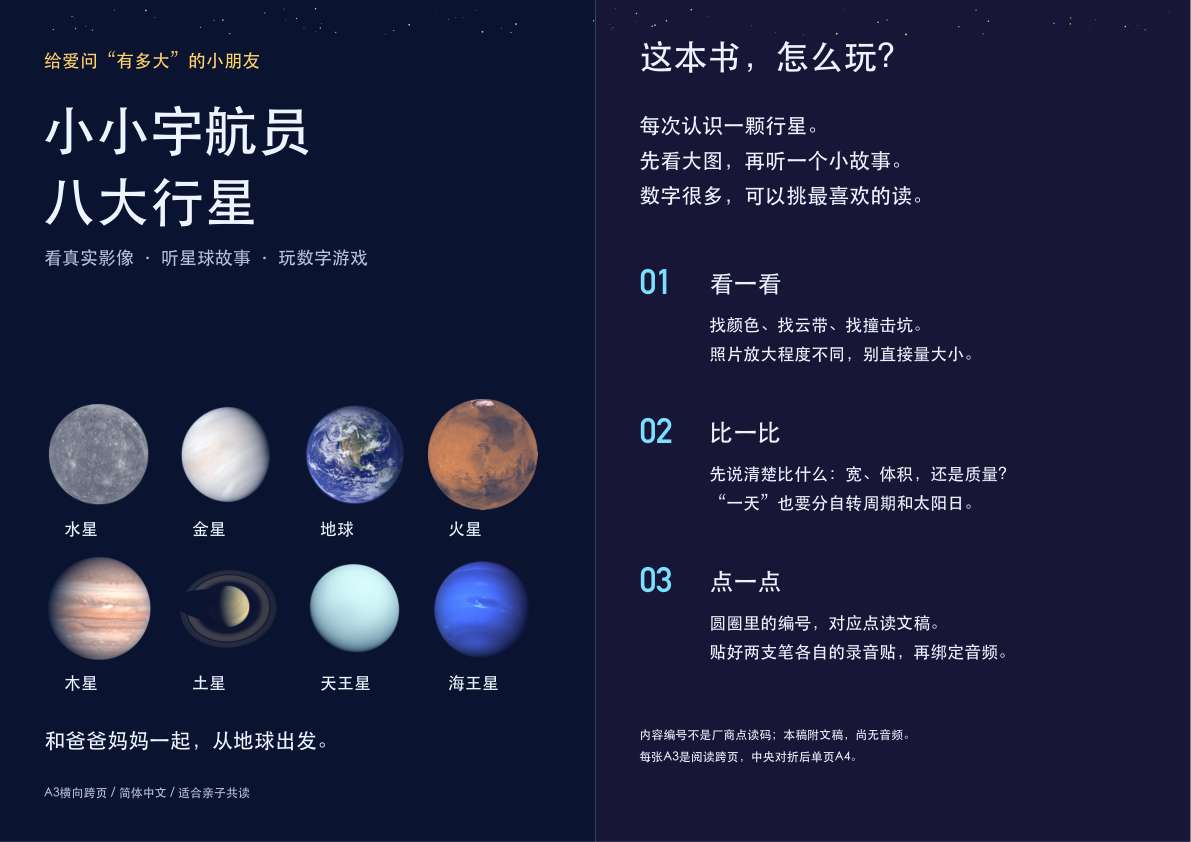 给爱问“有多大”的小朋友
小小宇航员
八大行星
看真实影像 · 听星球故事 · 玩数字游戏
水星
金星
地球
火星
木星
土星
天王星
海王星
和爸爸妈妈一起，从地球出发。
A3横向跨页 / 简体中文 / 适合亲子共读
这本书，怎么玩？
每次认识一颗行星。
先看大图，再听一个小故事。
数字很多，可以挑最喜欢的读。
01
看一看
找颜色、找云带、找撞击坑。
照片放大程度不同，别直接量大小。
02
比一比
先说清楚比什么：宽、体积，还是质量？
“一天”也要分自转周期和太阳日。
03
点一点
圆圈里的编号，对应点读文稿。
贴好两支笔各自的录音贴，再绑定音频。
内容编号不是厂商点读码；本稿附文稿，尚无音频。
每张A3是阅读跨页，中央对折后单页A4。